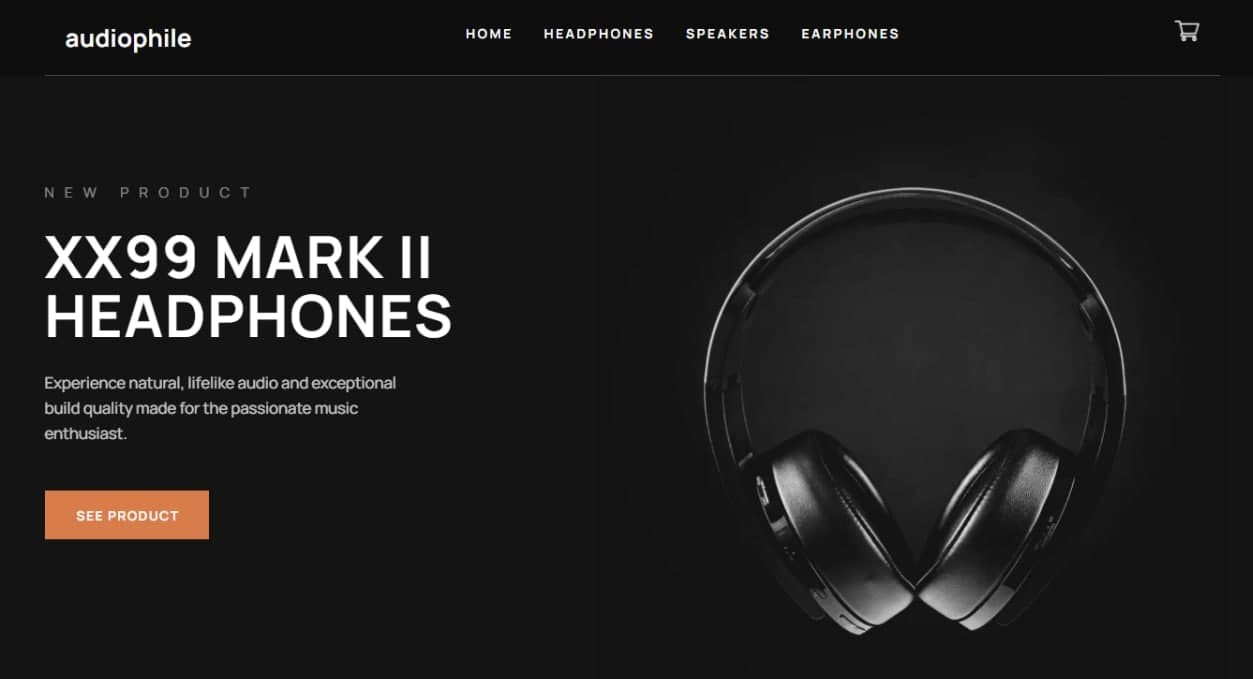 audiophile
HOME HEADPHONES SPEAKERS EARPHONES
NEW PRODUCT
XX99 MARK II
HEADPHONES
Experience natural, lifelike audio and exceptional
build quality made for the passionate music
enthusiast.
SEE PRODUCT